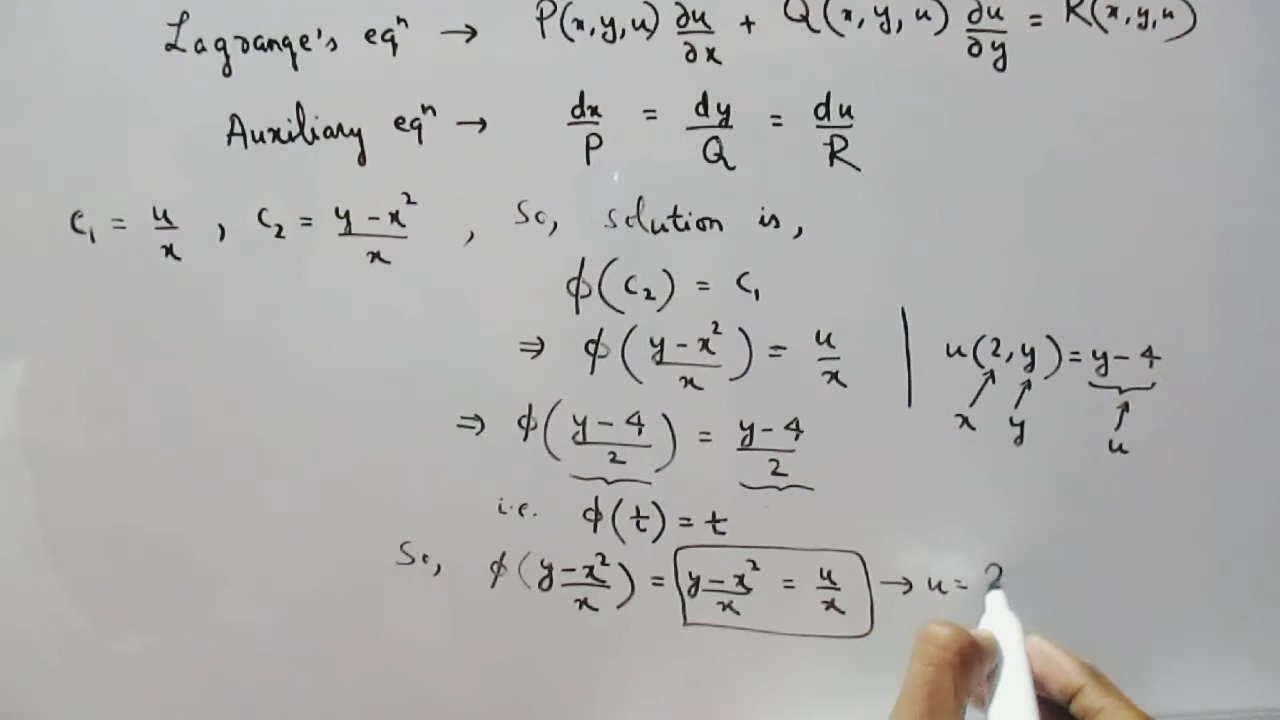 Lagrange's eqⁿ → P(x,y,u) ∂u/∂x + Q(x,y,u) ∂u/∂y = R(x,y,u)
Auxiliary eqⁿ → dx/P = dy/Q = du/R
c₁ = u/x , c₂ = (y-x²)/x , So, solution is,
ϕ(c₂) = c₁
⇒ ϕ((y-x²)/x) = u/x | u(2,y) = y-4
x y u
⇒ ϕ((y-4)/2) = (y-4)/2
i.e. ϕ(t) = t
So, ϕ((y-x²)/x) = (y-x²)/x = u/x → u = 2